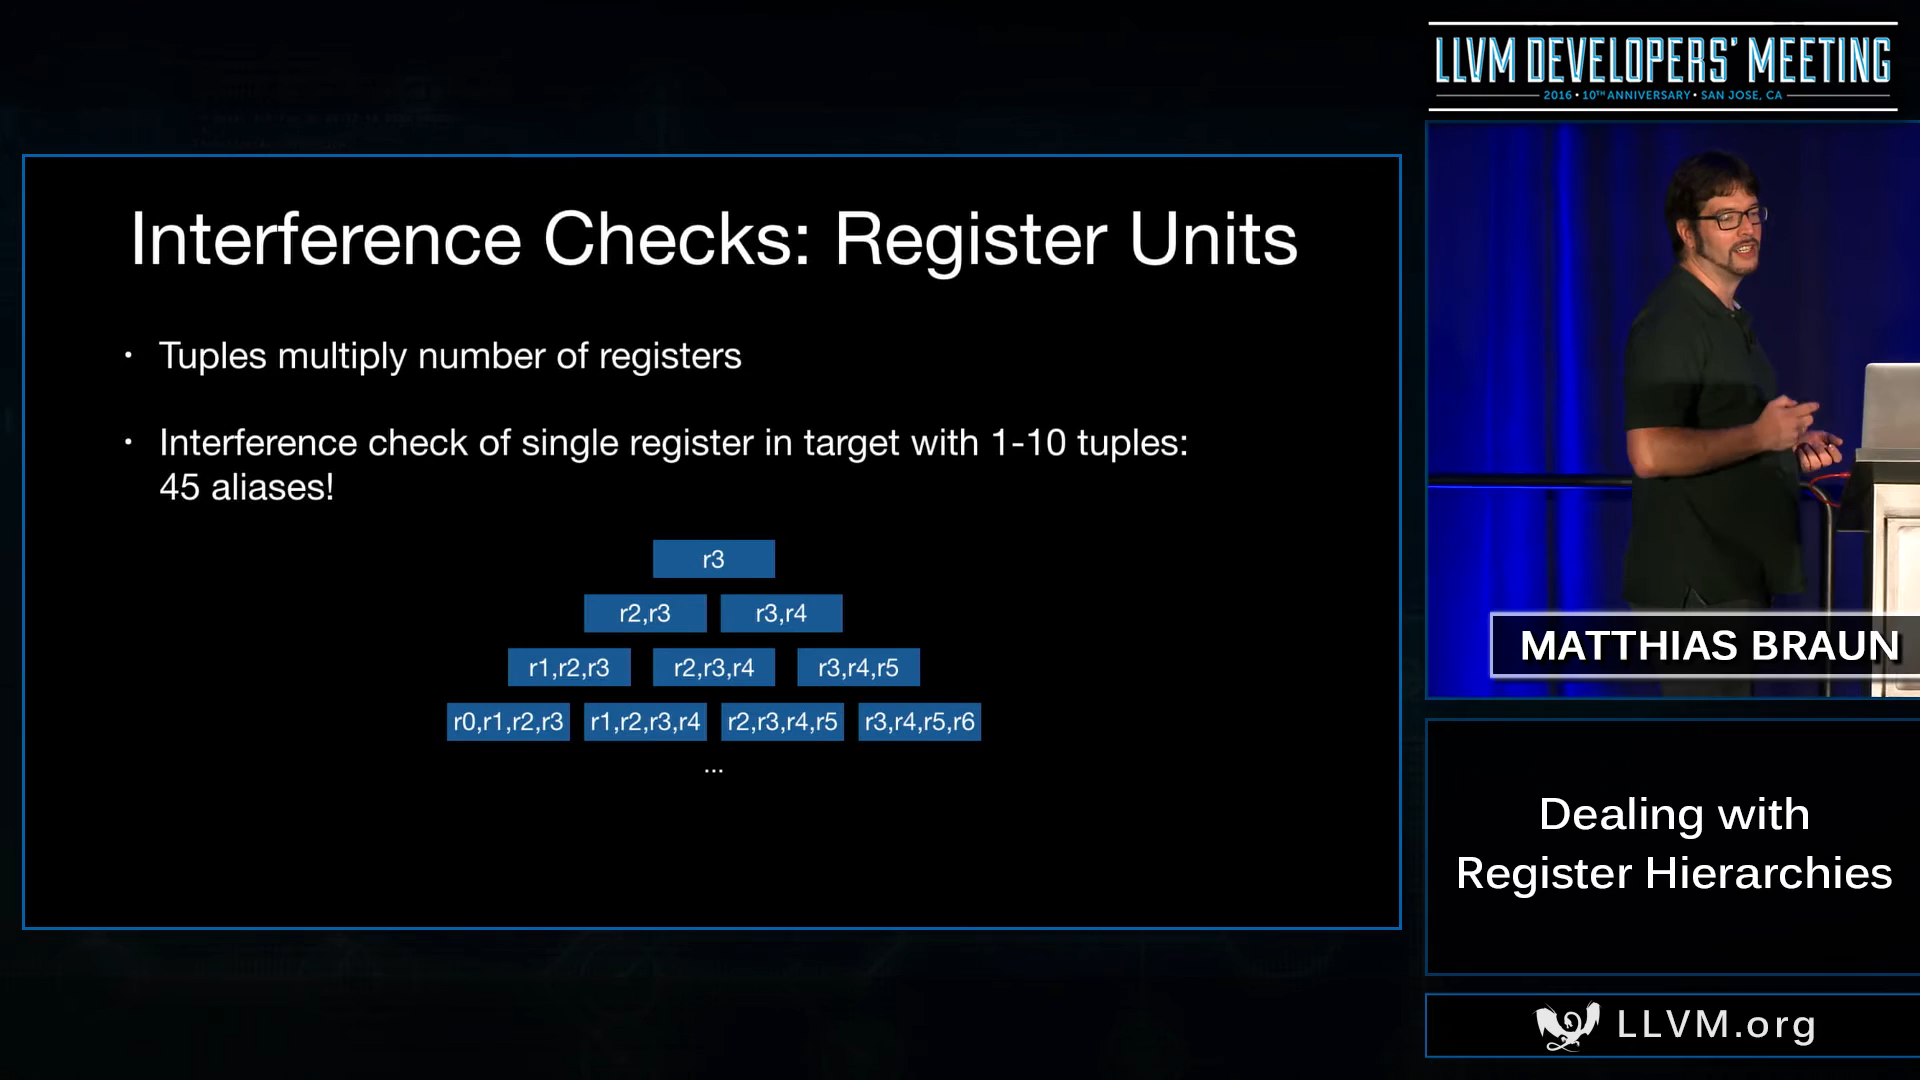 LLVM DEVELOPERS' MEETING
2016 • 10TH ANNIVERSARY • SAN JOSE, CA
Interference Checks: Register Units
• Tuples multiply number of registers
• Interference check of single register in target with 1-10 tuples:
45 aliases!
r3
r2,r3 r3,r4
r1,r2,r3 r2,r3,r4 r3,r4,r5
r0,r1,r2,r3 r1,r2,r3,r4 r2,r3,r4,r5 r3,r4,r5,r6
...
MATTHIAS BRAUN
Dealing with
Register Hierarchies
LLVM.org